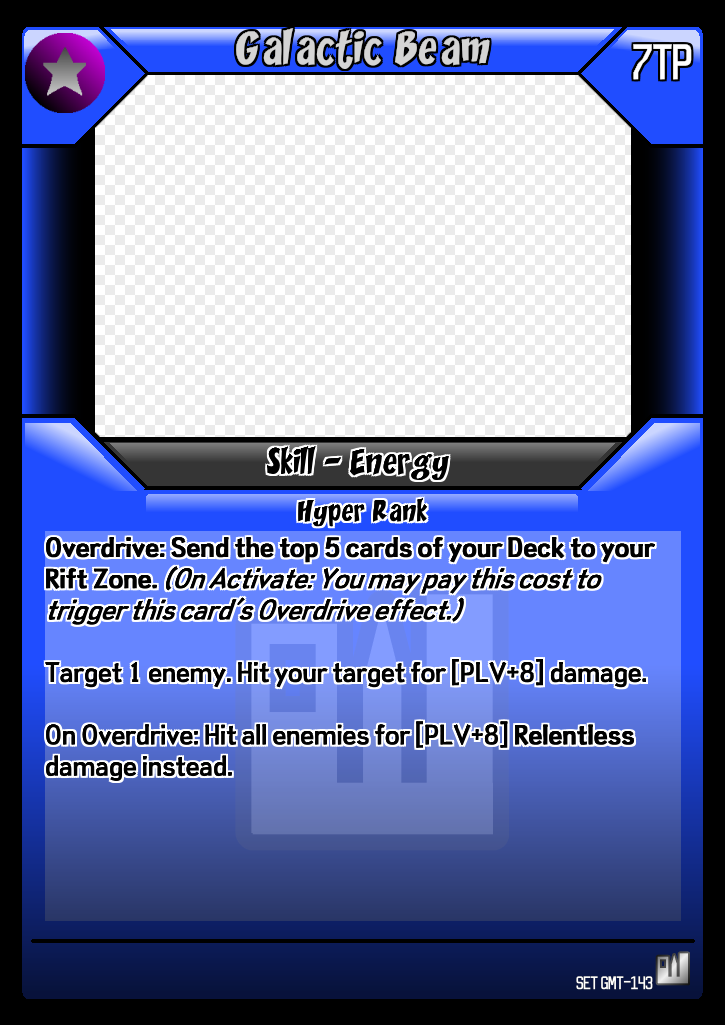 Galactic Beam
7TP
Skill - Energy
Hyper Rank
Overdrive: Send the top 5 cards of your Deck to your
Rift Zone. (On Activate: You may pay this cost to
trigger this card's Overdrive effect.)
Target 1 enemy. Hit your target for [PLV+8] damage.
On Overdrive: Hit all enemies for [PLV+8] Relentless
damage instead.
SET GMT-143